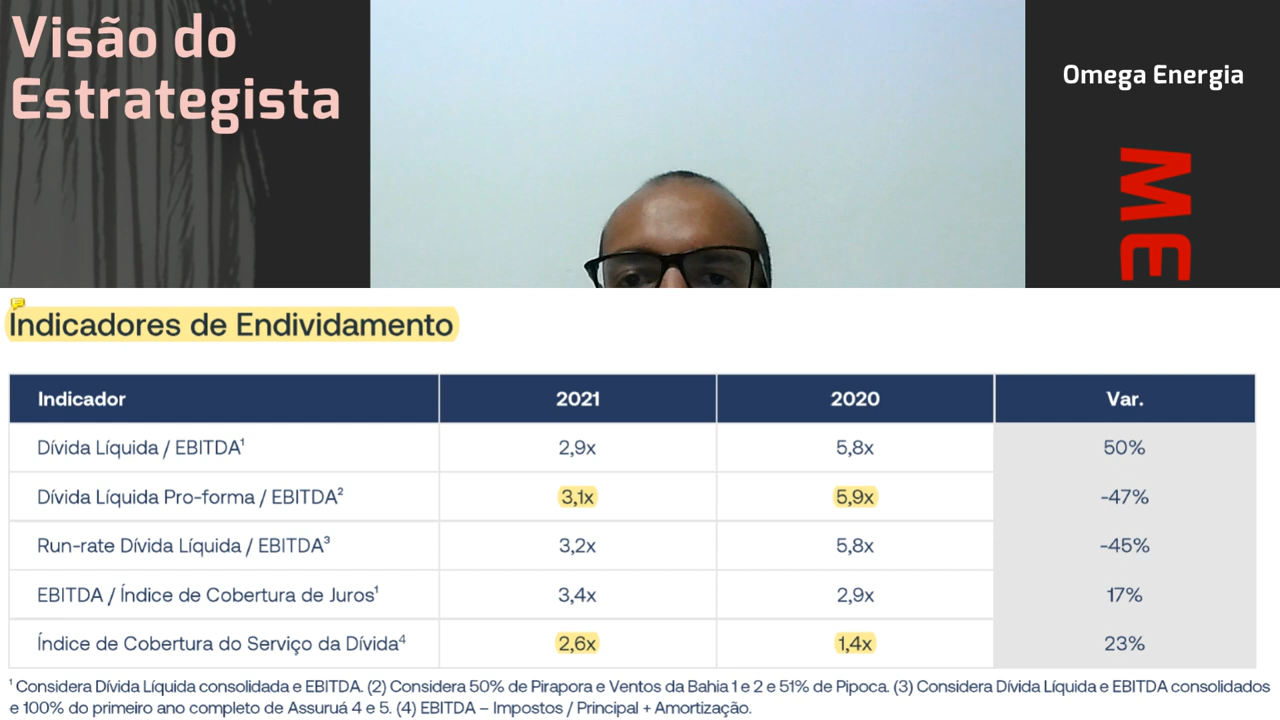 Visão do
Estrategista
Omega Energia
ME
Indicadores de Endividamento
Indicador 2021 2020 Var.
Dívida Líquida / EBITDA¹ 2,9x 5,8x 50%
Dívida Líquida Pro-forma / EBITDA² 3,1x 5,9x -47%
Run-rate Dívida Líquida / EBITDA³ 3,2x 5,8x -45%
EBITDA / Índice de Cobertura de Juros¹ 3,4x 2,9x 17%
Índice de Cobertura do Serviço da Dívida⁴ 2,6x 1,4x 23%
¹ Considera Dívida Líquida consolidada e EBITDA. (2) Considera 50% de Pirapora e Ventos da Bahia 1 e 2 e 51% de Pipoca. (3) Considera Dívida Líquida e EBITDA consolidados
e 100% do primeiro ano completo de Assuruá 4 e 5. (4) EBITDA – Impostos / Principal + Amortização.